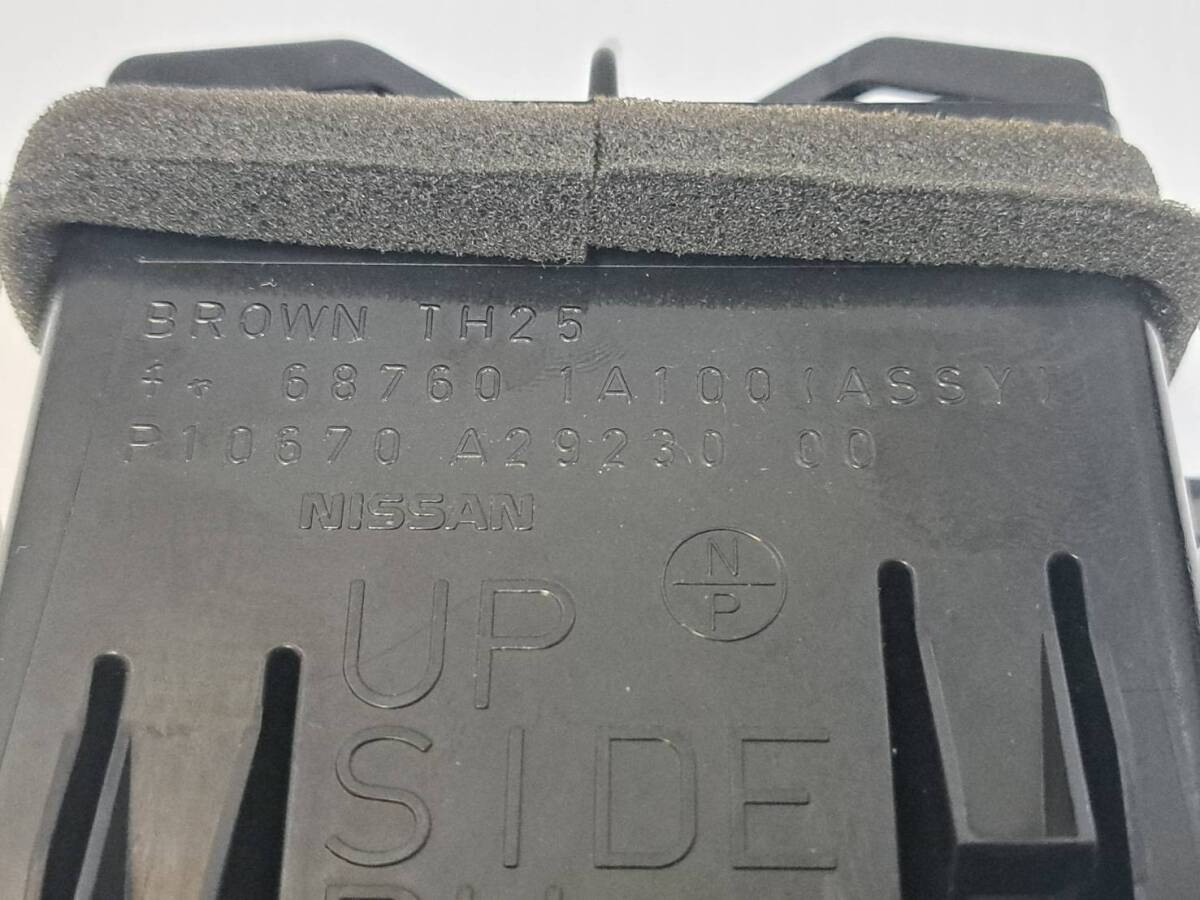 BROWN TH25
68760 1A100(ASSY)
P10670 A29230 00
NISSAN
N
P
UP
SIDE